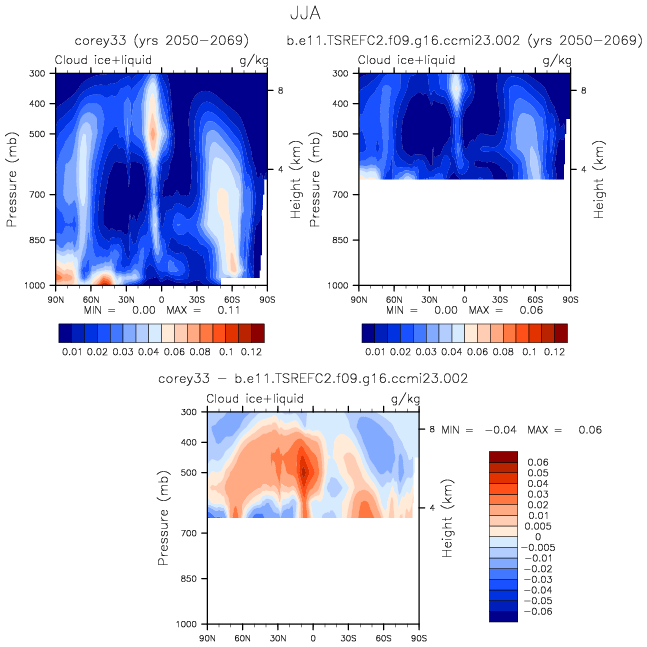 JJA
corey33 (yrs 2050-2069)
b.e11.TSREFC2.f09.g16.ccmi23.002 (yrs 2050-2069)
Cloud ice+liquid g/kg
Cloud ice+liquid g/kg
300
400
500
700
850
1000
Pressure (mb)
8
4
Height (km)
90N 60N 30N 0 30S 60S 90S
MIN = 0.00 MAX = 0.11
0.01 0.02 0.03 0.04 0.06 0.08 0.1 0.12
300
400
500
700
850
1000
Pressure (mb)
8
4
Height (km)
90N 60N 30N 0 30S 60S 90S
MIN = 0.00 MAX = 0.06
0.01 0.02 0.03 0.04 0.06 0.08 0.1 0.12
corey33 - b.e11.TSREFC2.f09.g16.ccmi23.002
Cloud ice+liquid g/kg
300
400
500
700
850
1000
Pressure (mb)
8
4
Height (km)
90N 60N 30N 0 30S 60S 90S
MIN = -0.04 MAX = 0.06
0.06
0.05
0.04
0.03
0.02
0.01
0.005
0
-0.005
-0.01
-0.02
-0.03
-0.04
-0.05
-0.06